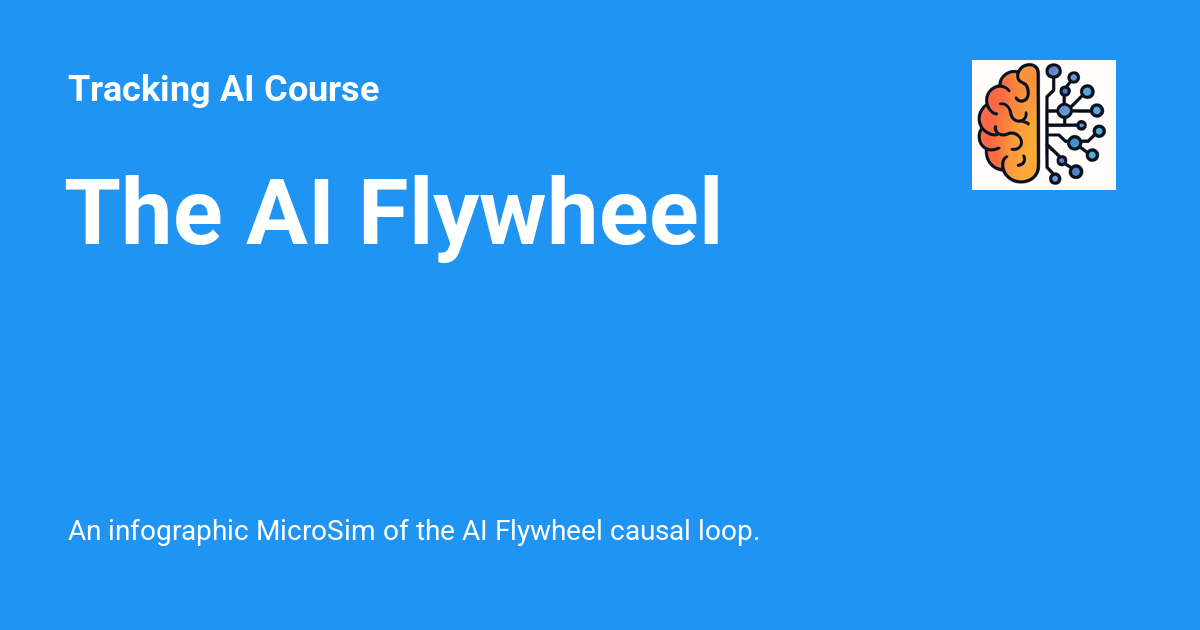 Tracking AI Course
The AI Flywheel
An infographic MicroSim of the AI Flywheel causal loop.